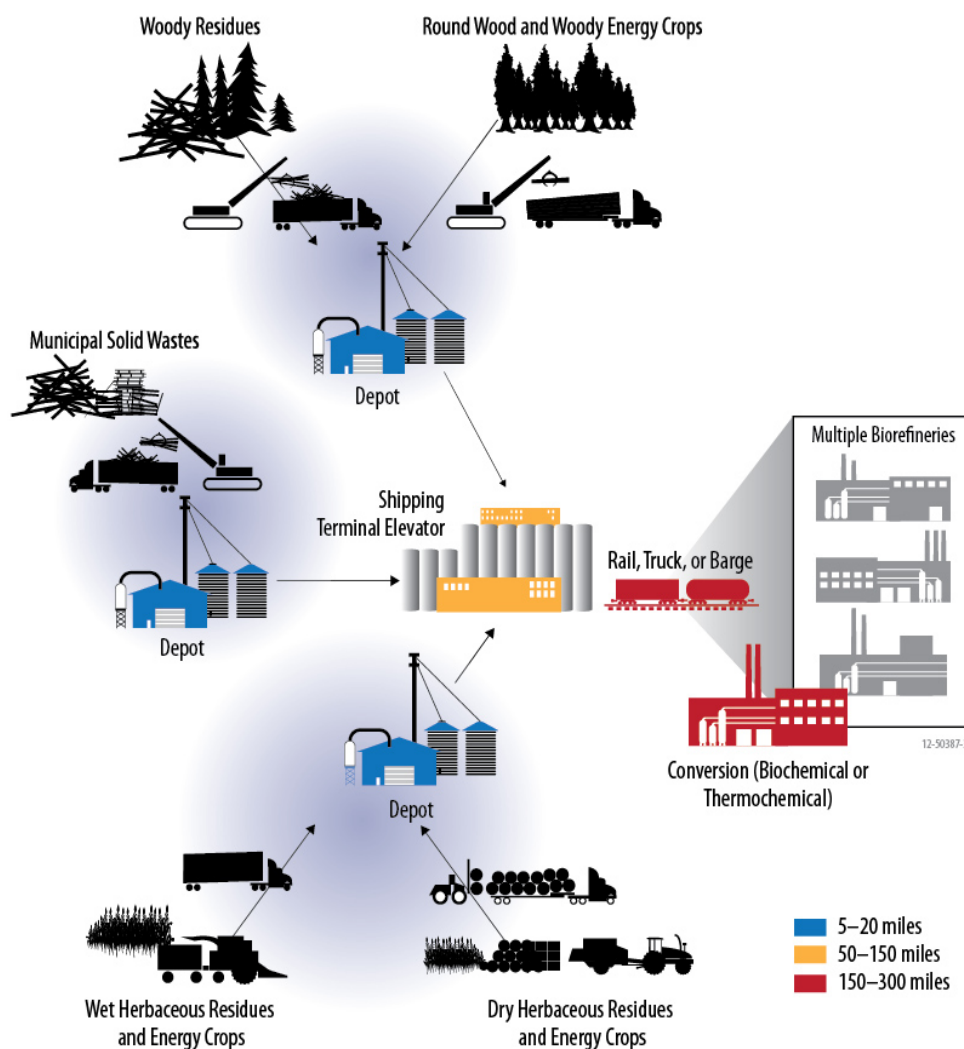 Woody Residues
Round Wood and Woody Energy Crops
Depot
Municipal Solid Wastes
Depot
Shipping
Terminal Elevator
Rail, Truck, or Barge
Multiple Biorefineries
12-50387-
Conversion (Biochemical or
Thermochemical)
Depot
Wet Herbaceous Residues
and Energy Crops
Dry Herbaceous Residues
and Energy Crops
5–20 miles
50–150 miles
150–300 miles